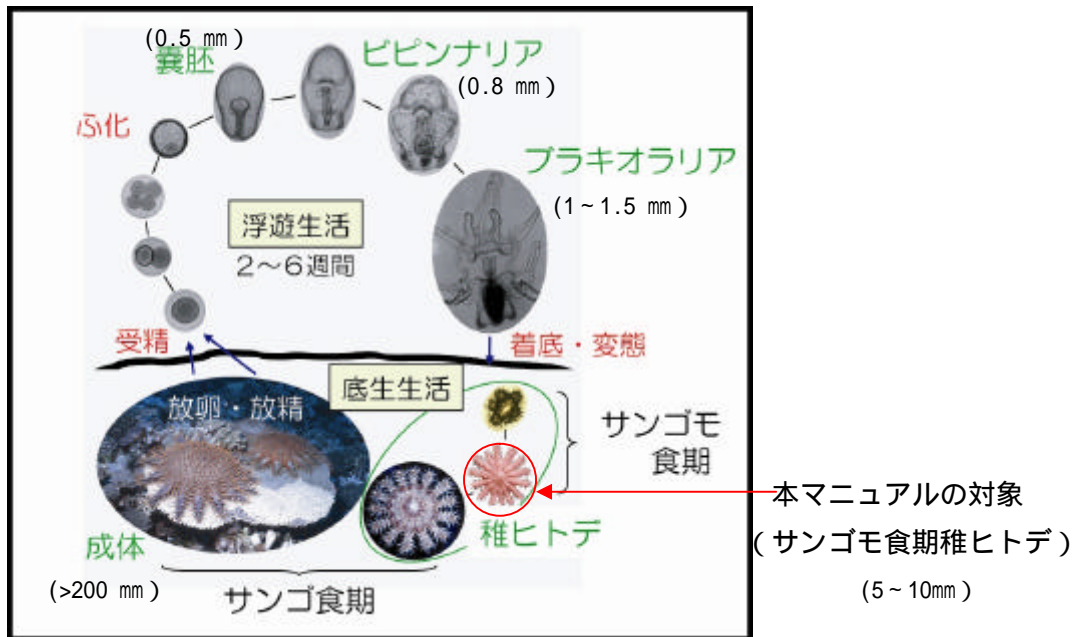 (0.5 mm)
嚢胚
ビピンナリア
(0.8 mm)
ふ化
ブラキオラリア
(1~1.5 mm)
浮遊生活
2～6週間
受精
着底・変態
底生生活
放卵・放精
サンゴモ
食期
本マニュアルの対象
(サンゴモ食期稚ヒトデ)
(5~10mm)
稚ヒトデ
成体
(>200 mm)
サンゴ食期